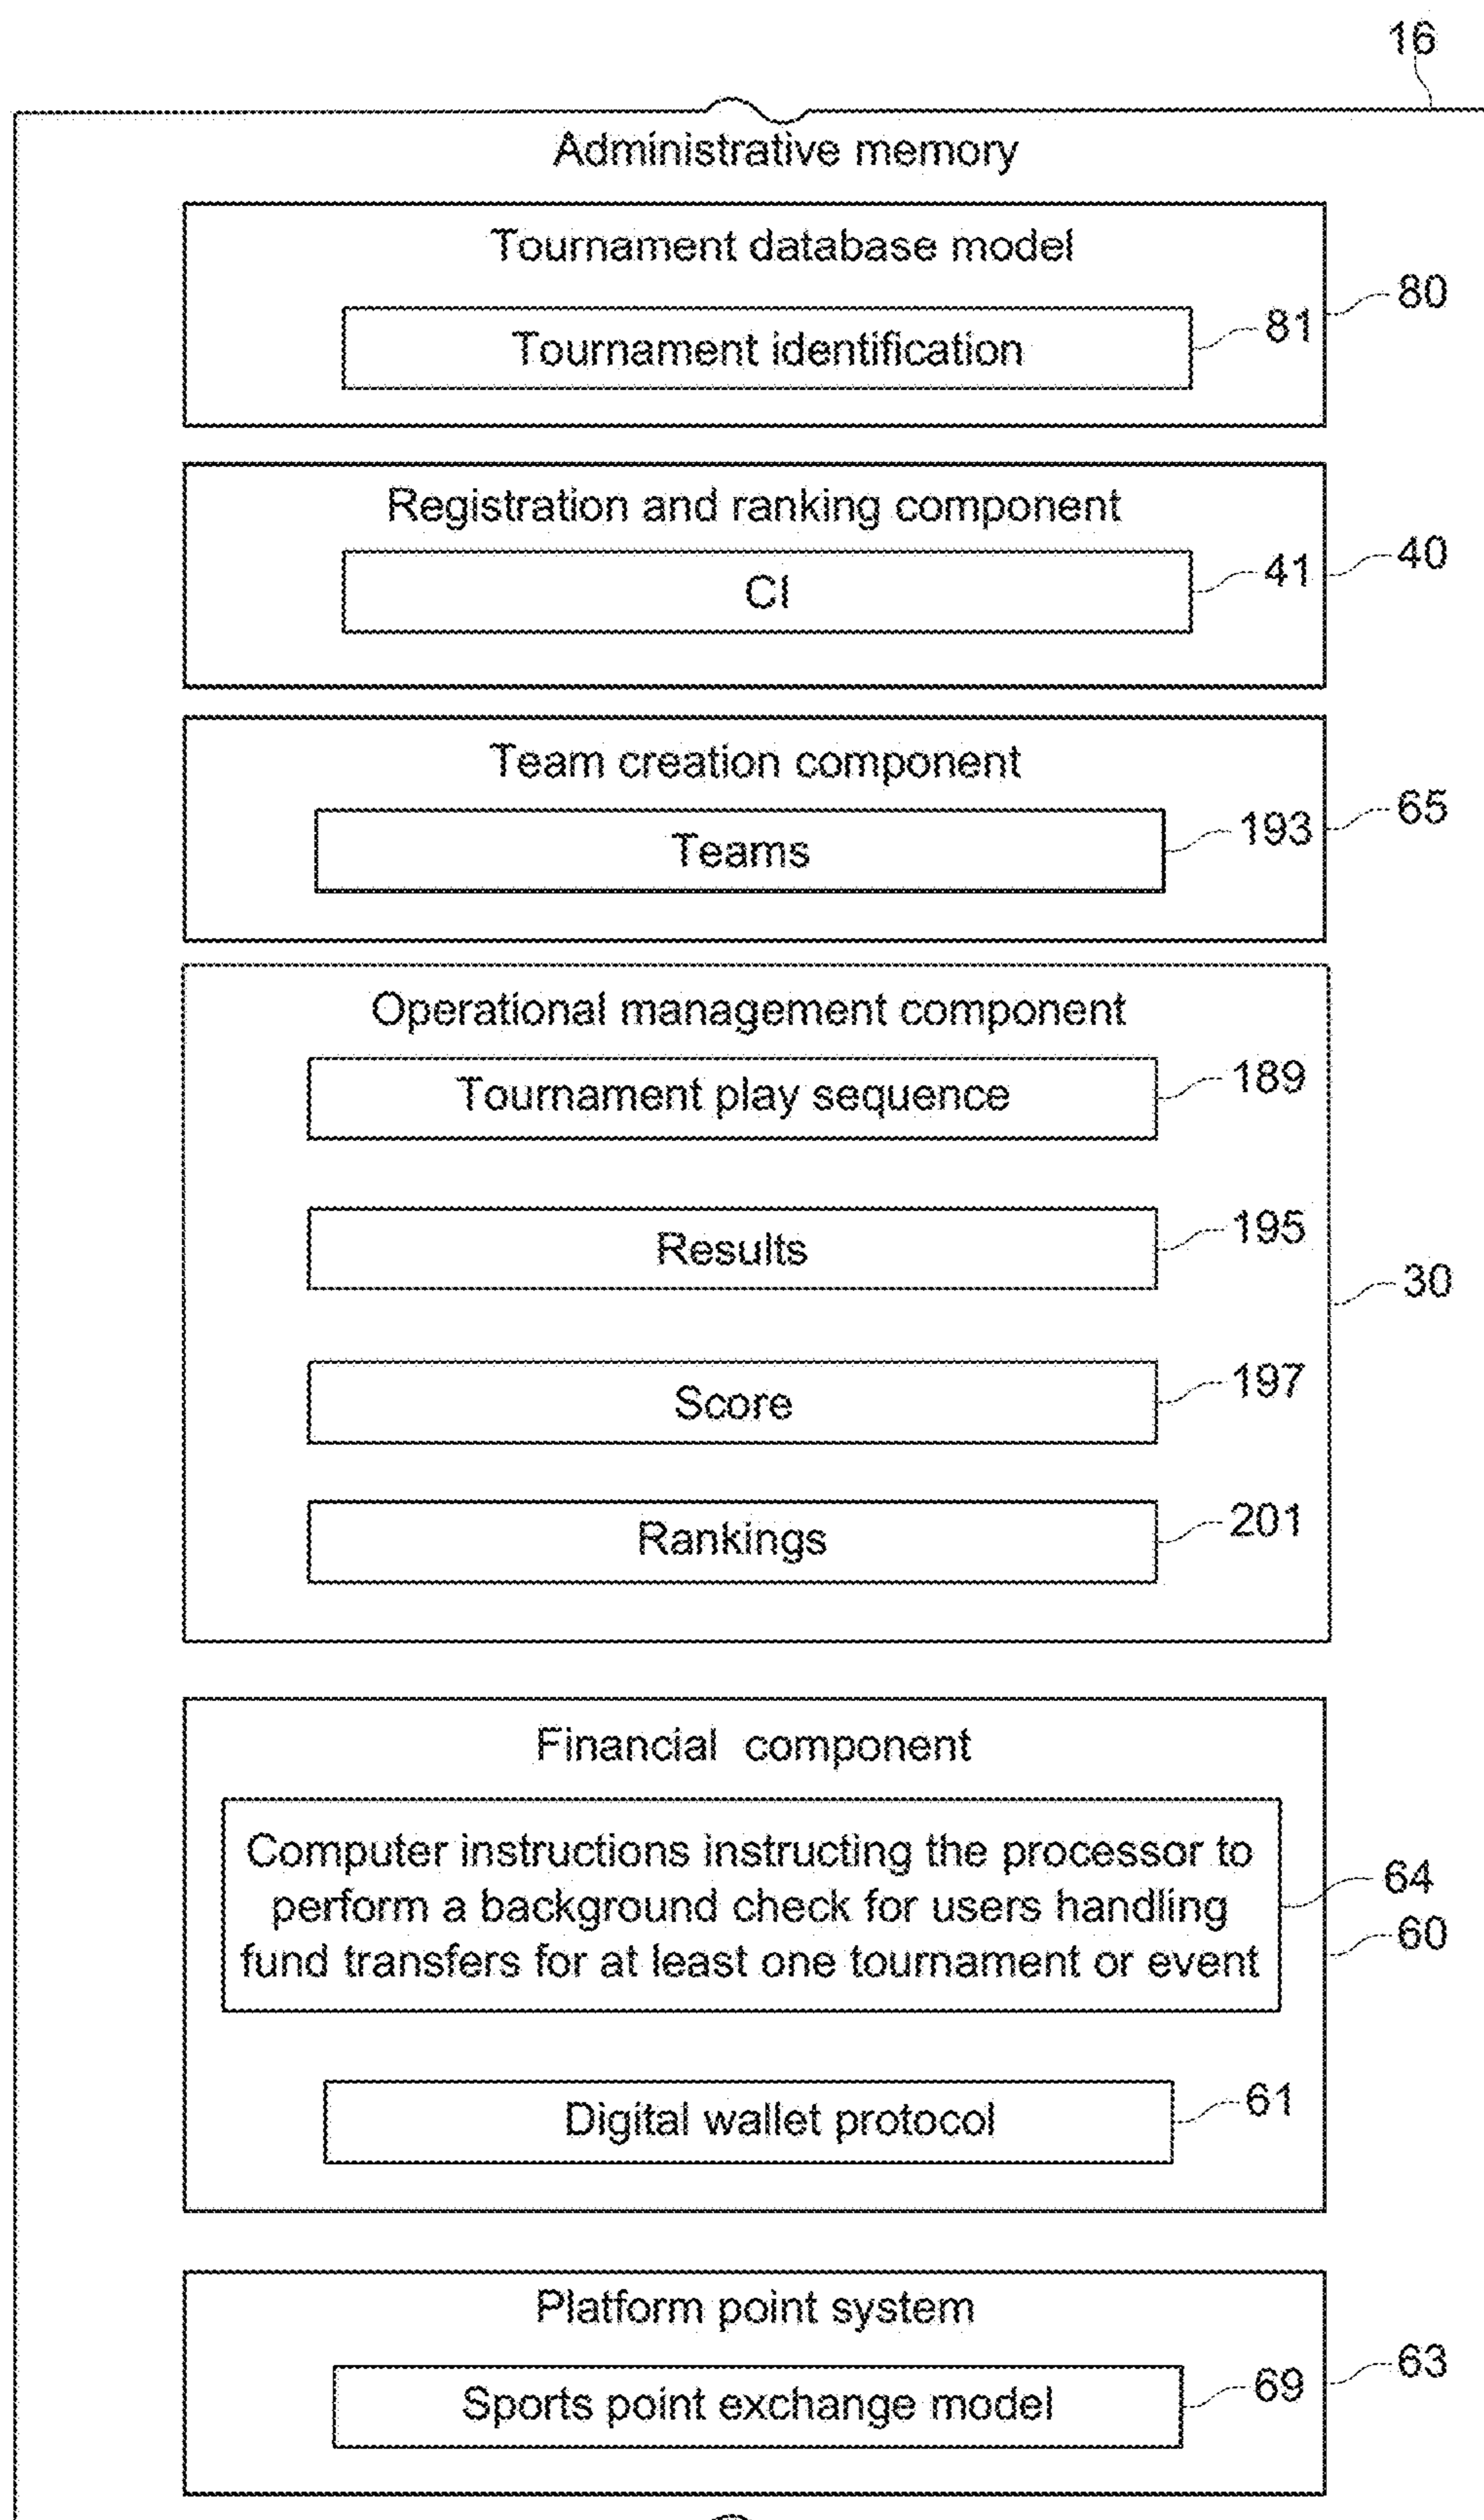 16
Administrative memory
Tournament database model
80
Tournament identification
81
Registration and ranking component
40
CI
41
Team creation component
65
Teams
193
Operational management component
Tournament play sequence
189
Results
195
30
Score
197
Rankings
201
Financial component
Computer instructions instructing the processor to
perform a background check for users handling
fund transfers for at least one tournament or event
64
60
Digital wallet protocol
61
Platform point system
63
Sports point exchange model
69